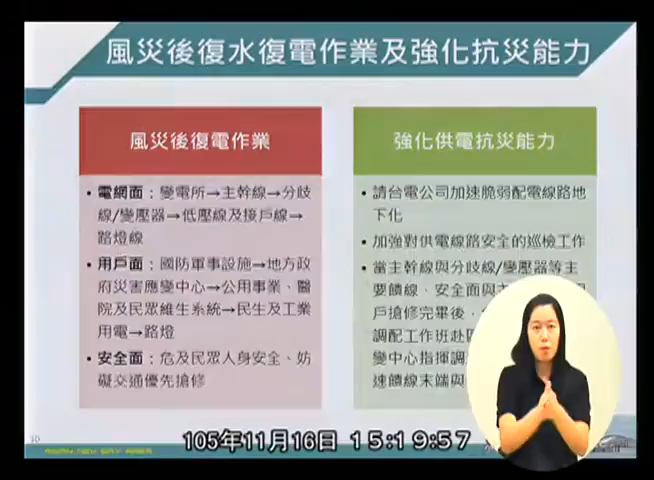 風災後復水復電作業及強化抗災能力
風災後復電作業
• 電網面：變電所→主幹線→分歧
線/變壓器→低壓線及接戶線→
路燈線
• 用戶面：國防軍事設施→地方政
府災害應變中心→公用事業、醫
院及民眾維生系統→民生及工業
用電→路燈
• 安全面：危及民眾人身安全、妨
礙交通優先搶修
強化供電抗災能力
• 請台電公司加速脆弱配電線路地
下化
• 加強對供電線路安全的巡檢工作
• 當主幹線與分歧線/變壓器等主
要饋線、安全面與主
戶搶修完畢後，
調配工作班赴
變中心指揮調
速饋線末端與
10
105年11月16日 15:19:57